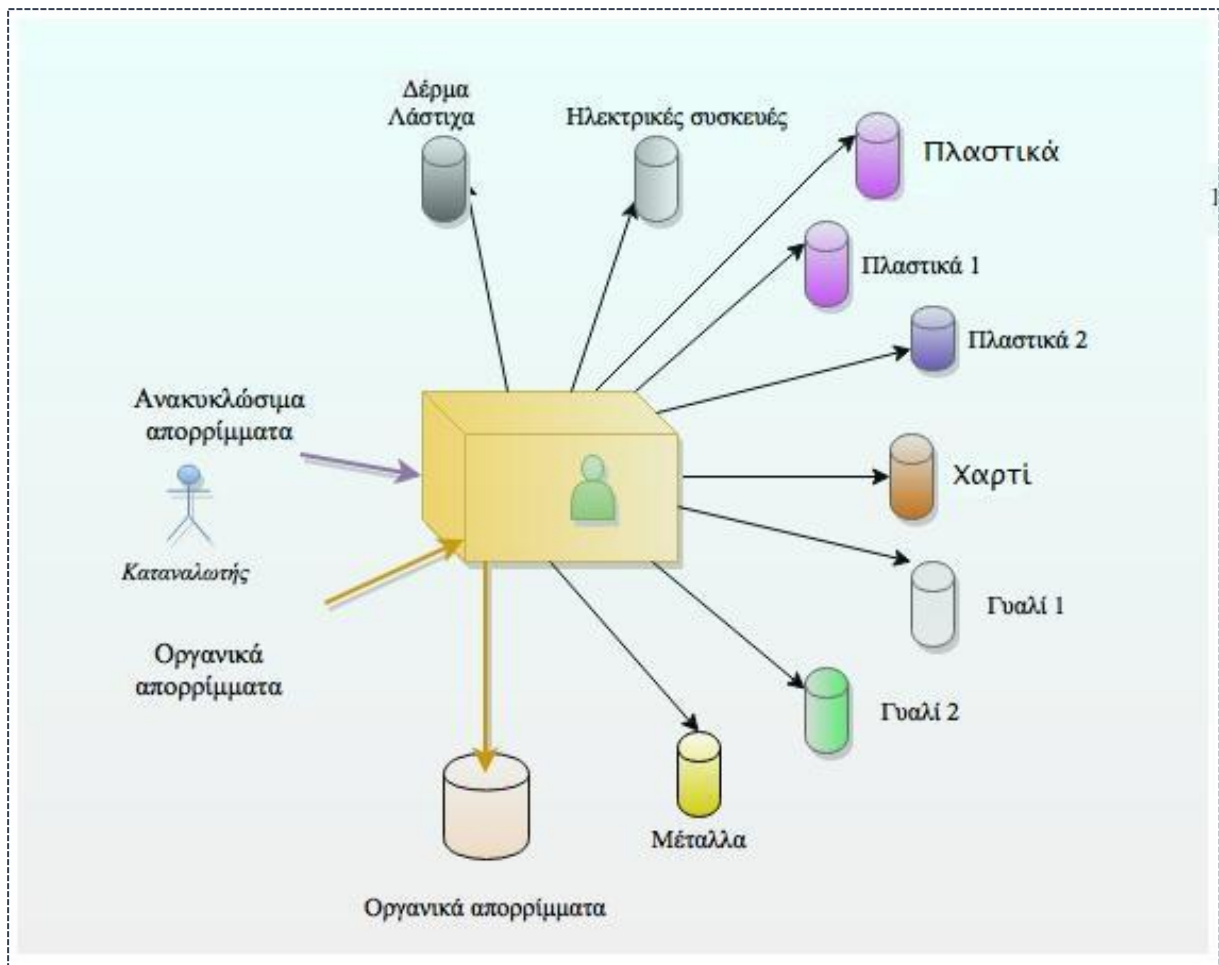 Δέρμα
Λάστιχα
Ηλεκτρικές συσκευές
Πλαστικά
Πλαστικά 1
Πλαστικά 2
Ανακυκλώσιμα
απορρίμματα
Χαρτί
Καταναλωτής
Γυαλί 1
Οργανικά
απορρίμματα
Γυαλί 2
Μέταλλα
Οργανικά απορρίμματα